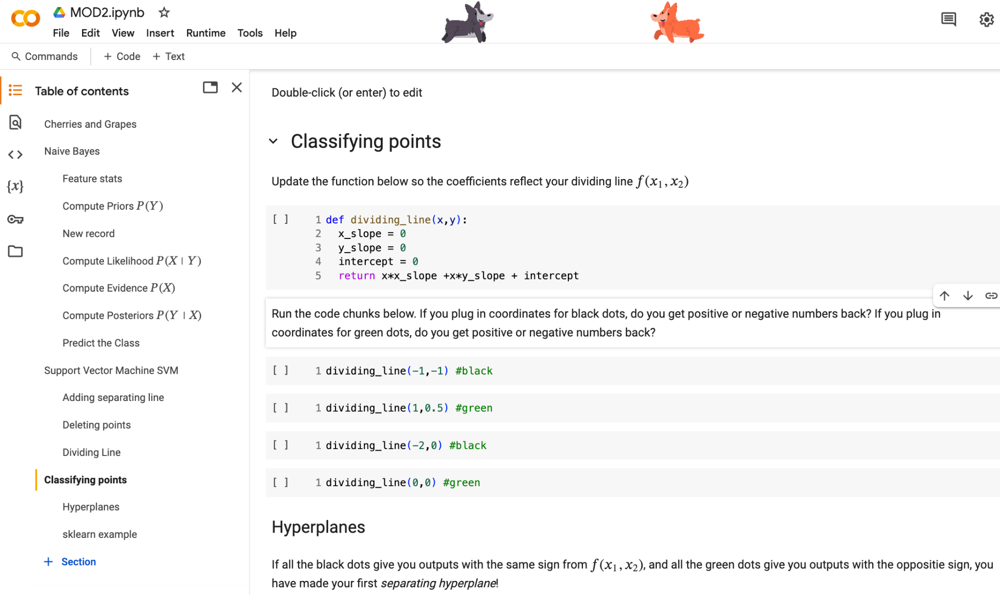 MOD2.ipynb
File Edit View Insert Runtime Tools Help
Commands + Code + Text
Table of contents
Cherries and Grapes
Naive Bayes
Feature stats
Compute Priors P(Y)
New record
Compute Likelihood P(X | Y)
Compute Evidence P(X)
Compute Posteriors P(Y | X)
Predict the Class
Support Vector Machine SVM
Adding separating line
Deleting points
Dividing Line
Classifying points
Hyperplanes
sklearn example
+ Section
Double-click (or enter) to edit
Classifying points
Update the function below so the coefficients reflect your dividing line f(x₁, x₂)
[ ] 1 def dividing_line(x,y):
2 x_slope = 0
3 y_slope = 0
4 intercept = 0
5 return x*x_slope +x*y_slope + intercept
Run the code chunks below. If you plug in coordinates for black dots, do you get positive or negative numbers back? If you plug in
coordinates for green dots, do you get positive or negative numbers back?
[ ] 1 dividing_line(-1,-1) #black
[ ] 1 dividing_line(1,0.5) #green
[ ] 1 dividing_line(-2,0) #black
[ ] 1 dividing_line(0,0) #green
Hyperplanes
If all the black dots give you outputs with the same sign from f(x₁, x₂), and all the green dots give you outputs with the oppositie sign, you
have made your first separating hyperplane!